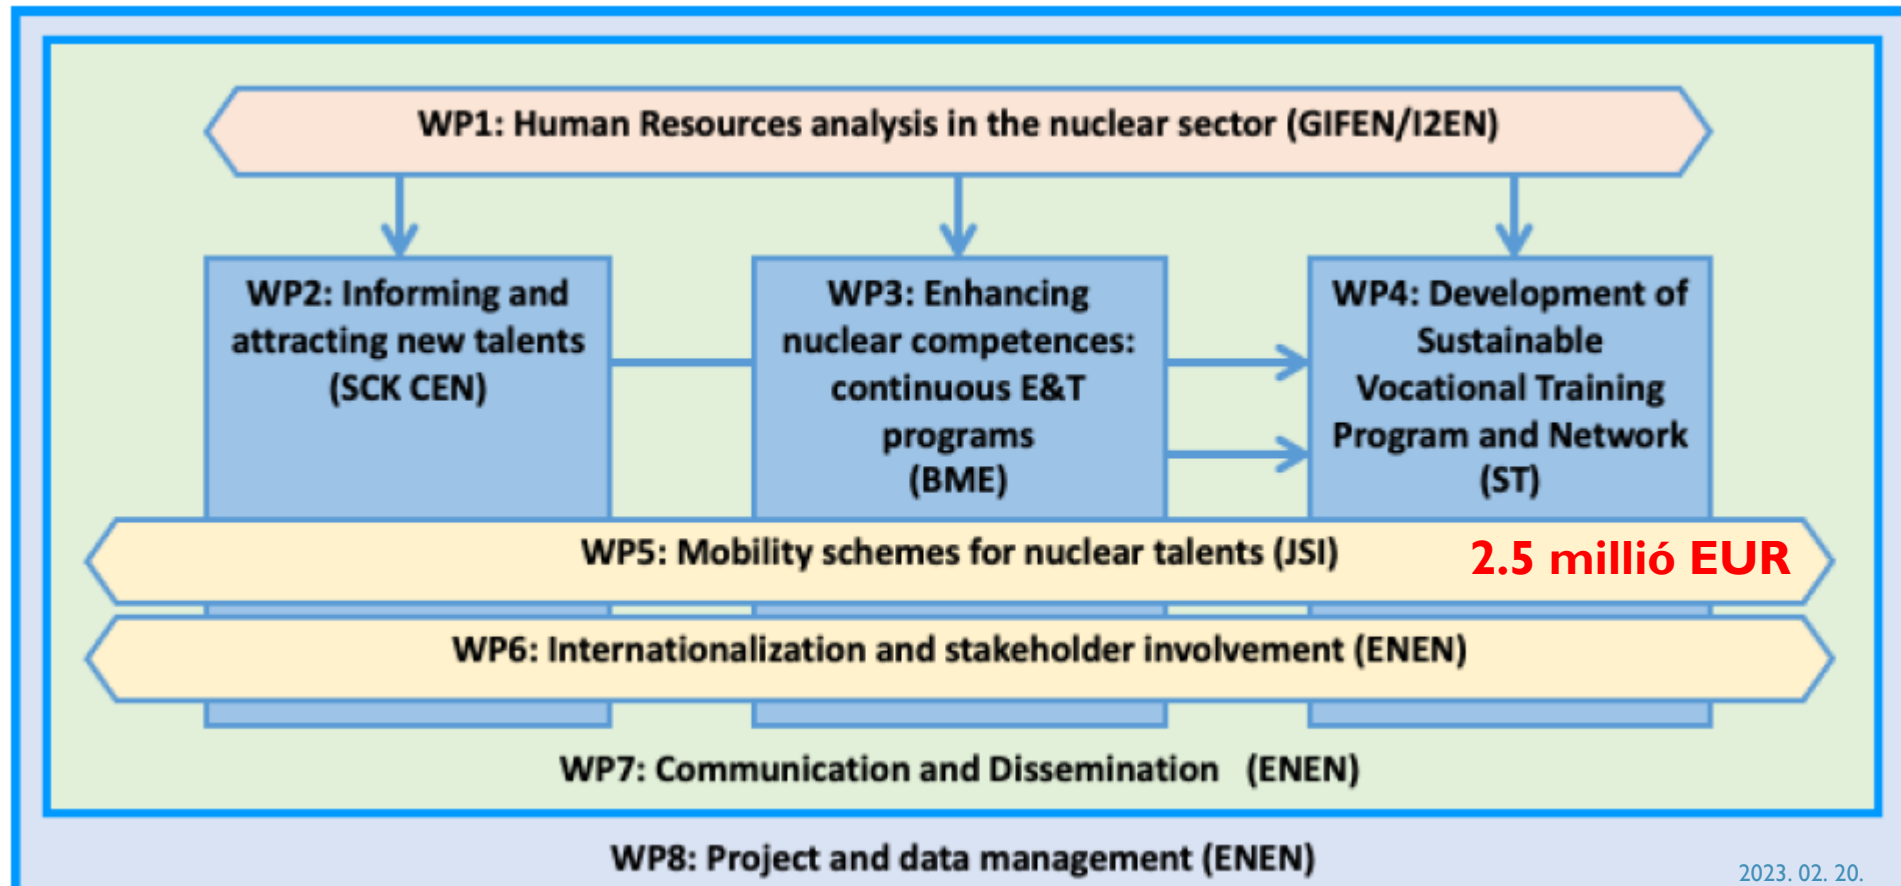 WP1: Human Resources analysis in the nuclear sector (GIFEN/I2EN)
WP2: Informing and
attracting new talents
(SCK CEN)
WP3: Enhancing
nuclear competences:
continuous E&T
programs
(BME)
WP4: Development of
Sustainable
Vocational Training
Program and Network
(ST)
WP5: Mobility schemes for nuclear talents (JSI)
2.5 millió EUR
WP6: Internationalization and stakeholder involvement (ENEN)
WP7: Communication and Dissemination (ENEN)
WP8: Project and data management (ENEN)
2023. 02. 20.